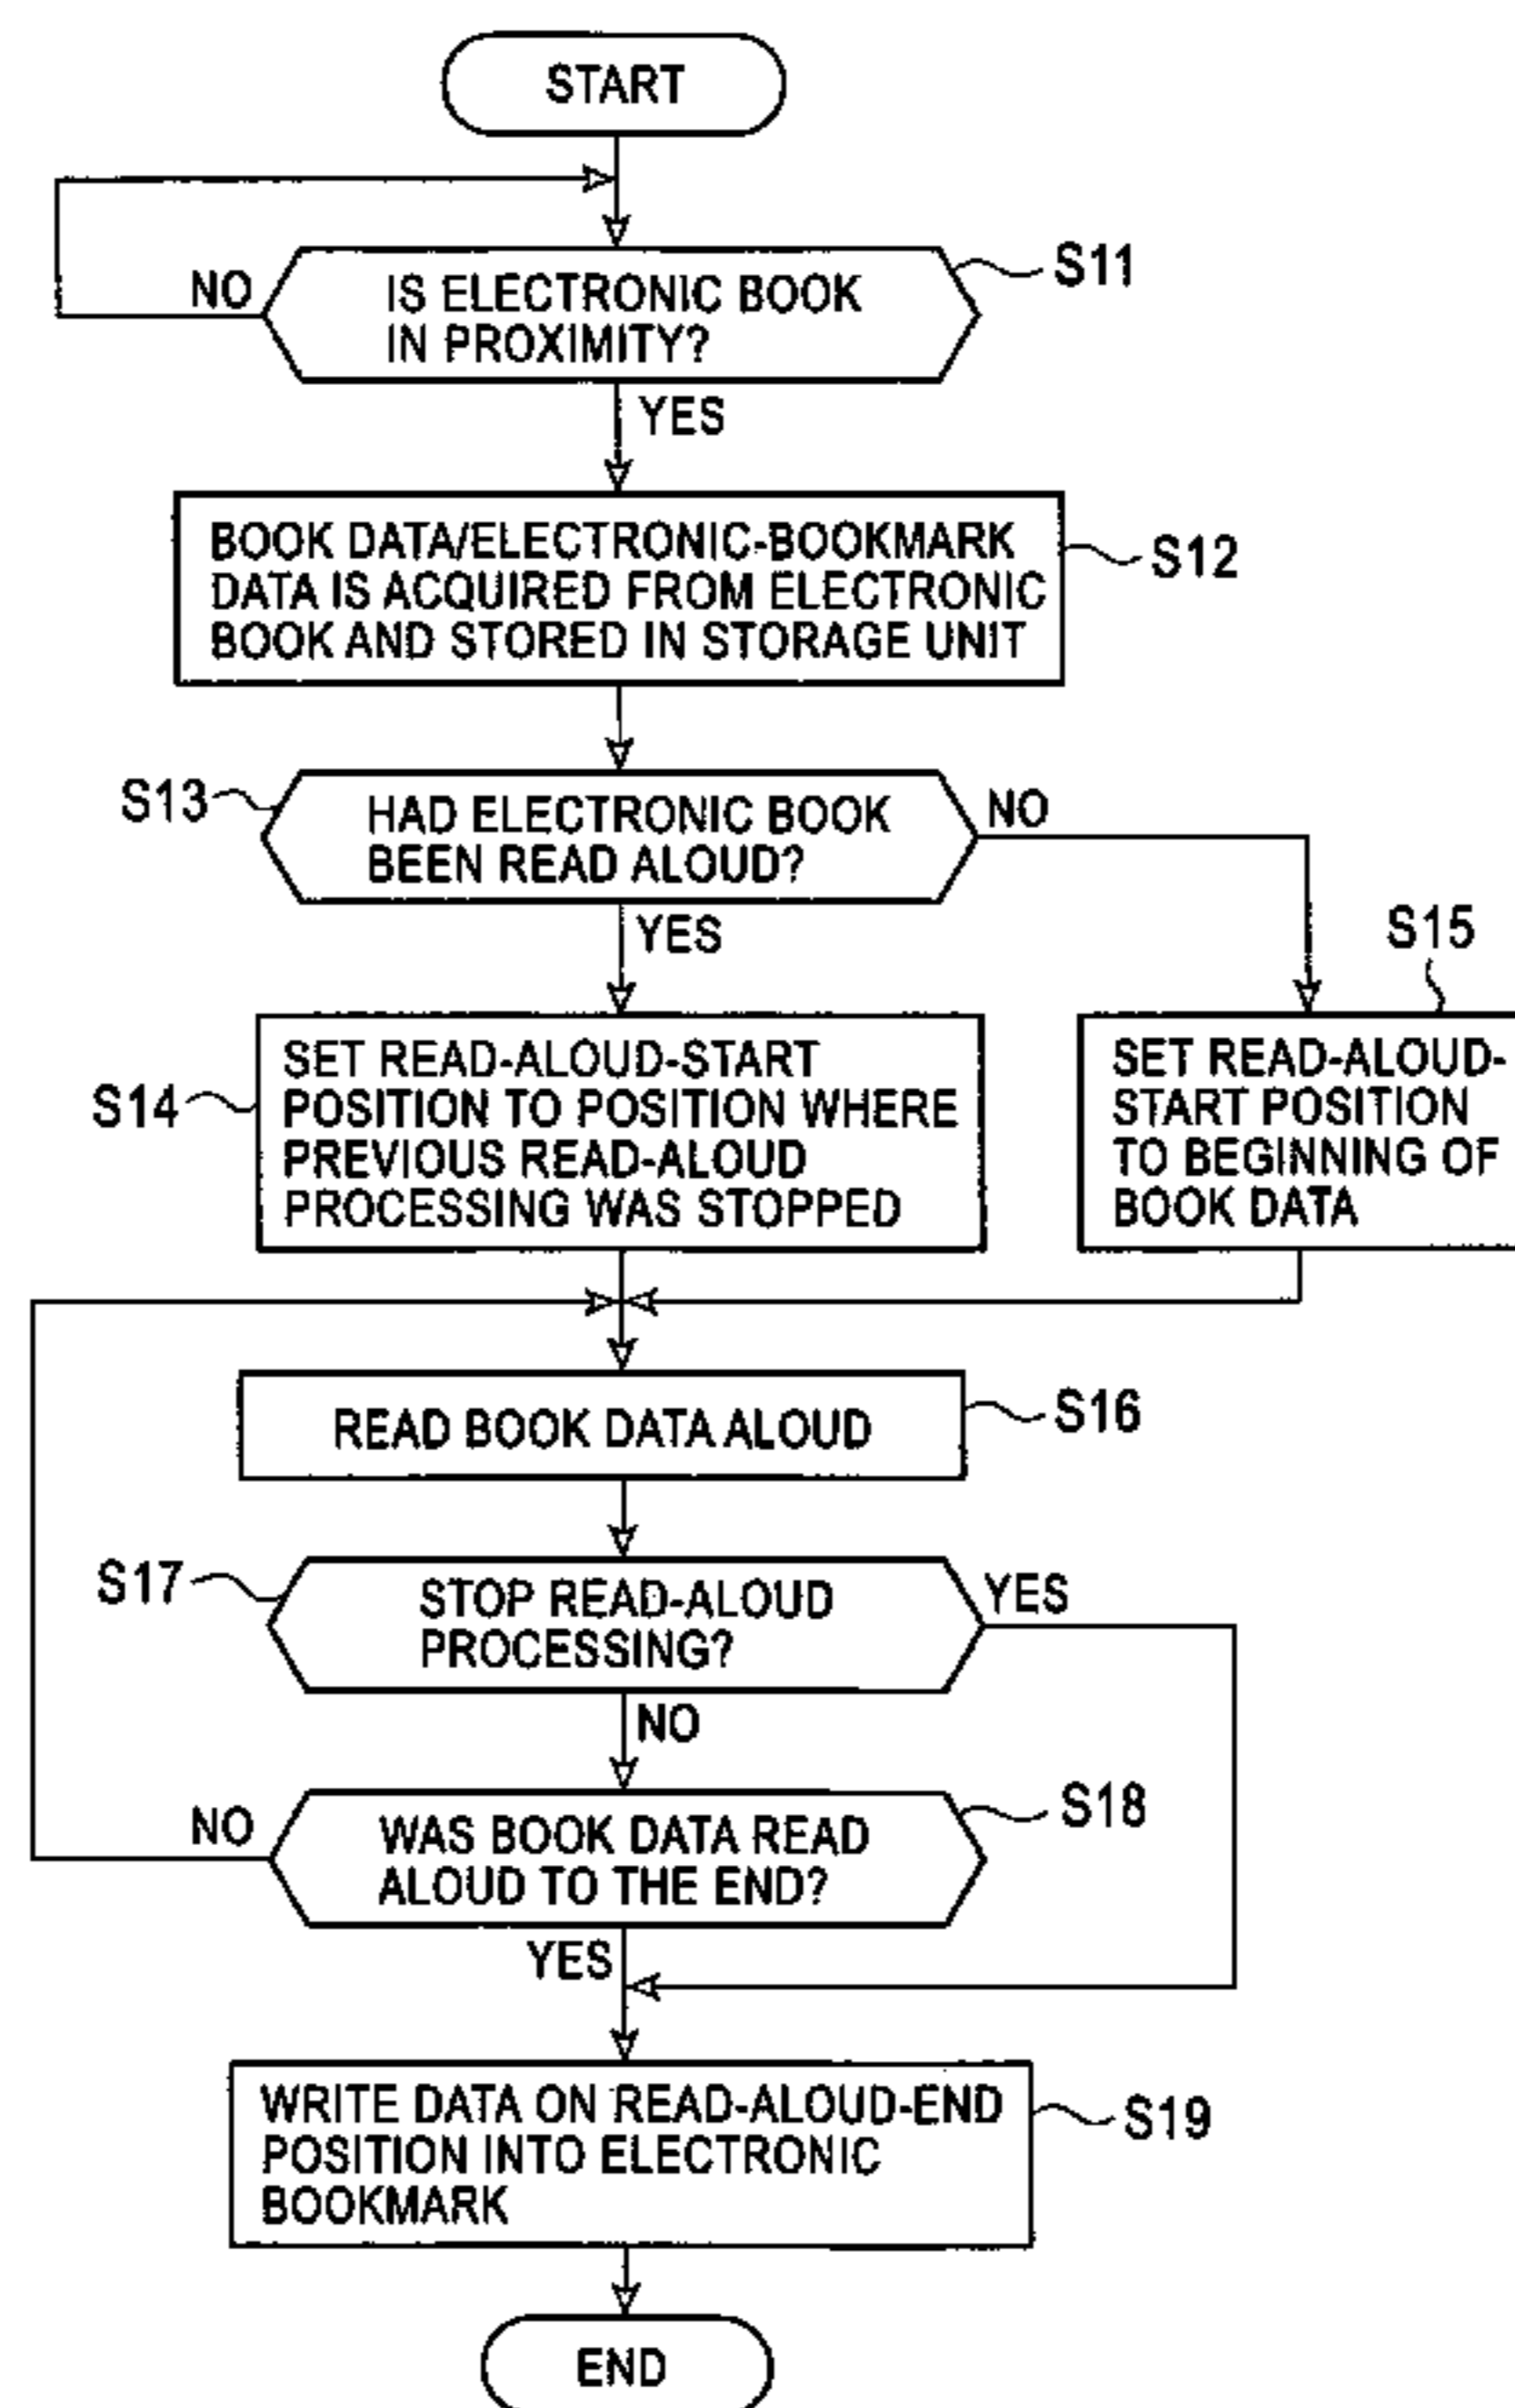 START
NO
IS ELECTRONIC BOOK
IN PROXIMITY?
S11
YES
BOOK DATA/ELECTRONIC-BOOKMARK
DATA IS ACQUIRED FROM ELECTRONIC
BOOK AND STORED IN STORAGE UNIT
S12
S13
HAD ELECTRONIC BOOK
BEEN READ ALOUD?
NO
YES
S15
S14
SET READ-ALOUD-START
POSITION TO POSITION WHERE
PREVIOUS READ-ALOUD
PROCESSING WAS STOPPED
SET READ-ALOUD-
START POSITION
TO BEGINNING OF
BOOK DATA
READ BOOK DATA ALOUD
S16
S17
STOP READ-ALOUD
PROCESSING?
YES
NO
NO
WAS BOOK DATA READ
ALOUD TO THE END?
S18
YES
WRITE DATA ON READ-ALOUD-END
POSITION INTO ELECTRONIC
BOOKMARK
S19
END